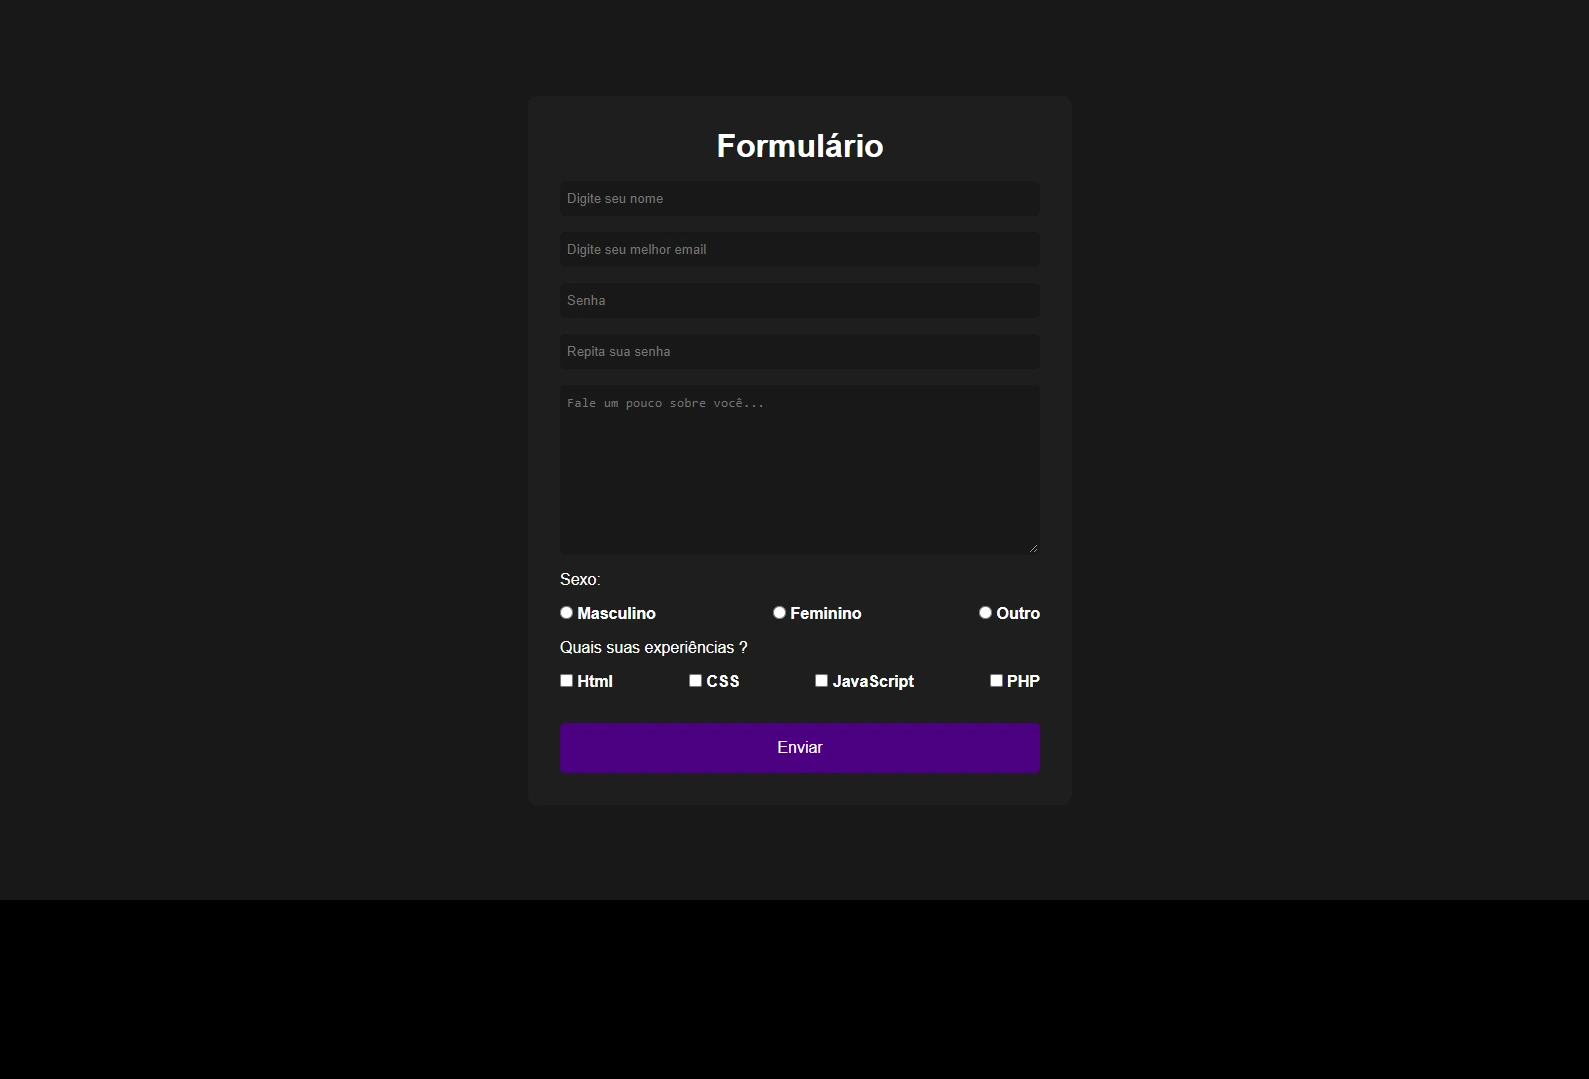 Formulário
Digite seu nome
Digite seu melhor email
Senha
Repita sua senha
Fale um pouco sobre você...
Sexo:
Masculino Feminino Outro
Quais suas experiências ?
Html CSS JavaScript PHP
Enviar